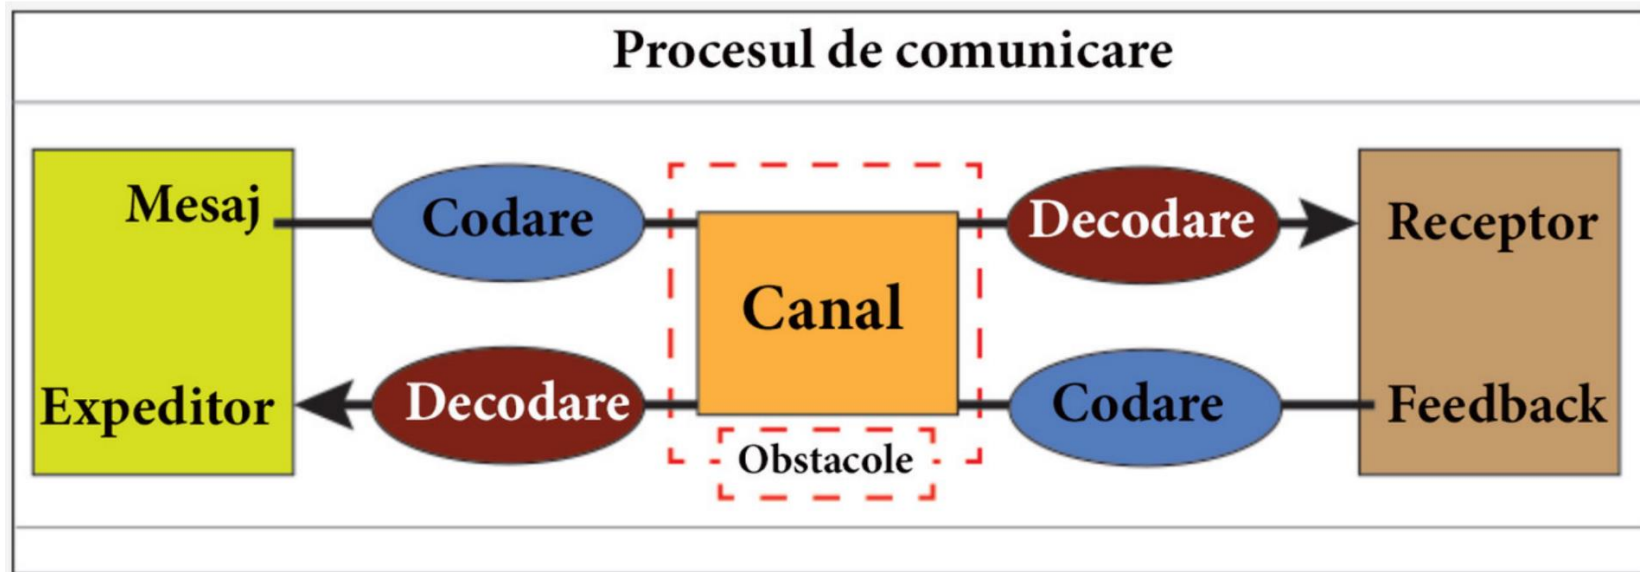 Procesul de comunicare
Mesaj
Codare
Decodare
Receptor
Canal
Expeditor
Decodare
Codare
Feedback
Obstacole